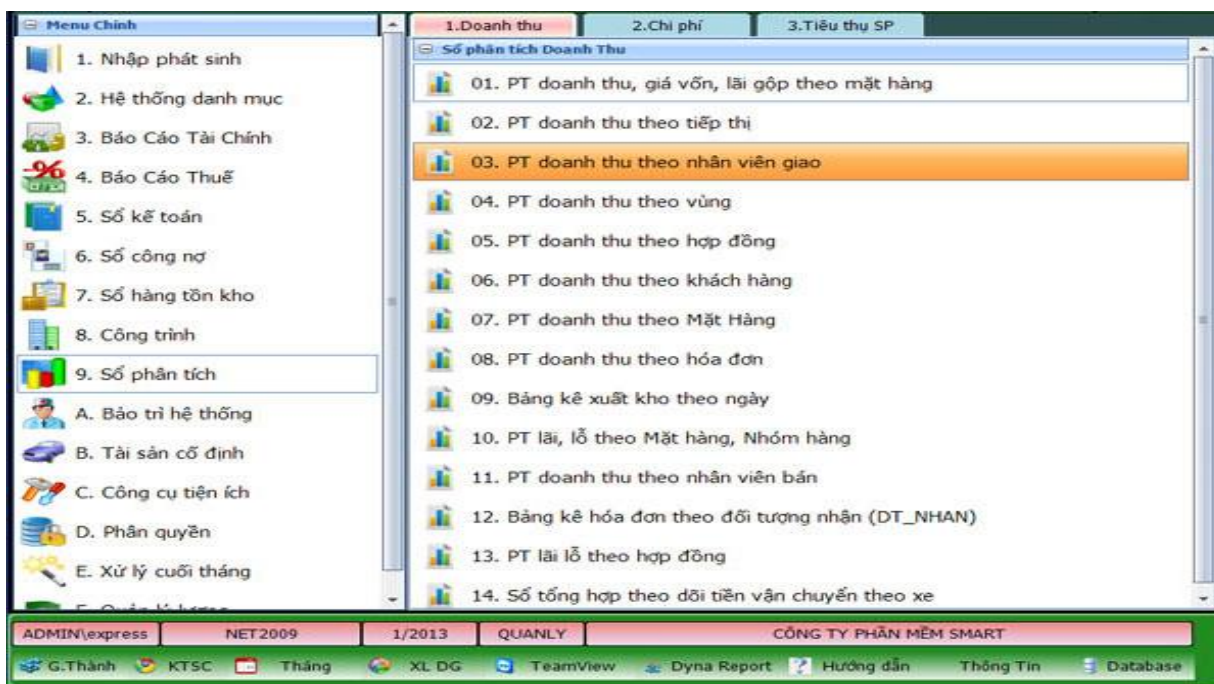 Menu Chính
1. Nhập phát sinh
2. Hệ thống danh mục
3. Báo Cáo Tài Chính
4. Báo Cáo Thuế
5. Sổ kế toán
6. Sổ công nợ
7. Sổ hàng tồn kho
8. Công trình
9. Sổ phân tích
A. Bảo trì hệ thống
B. Tài sản cố định
C. Công cụ tiện ích
D. Phân quyền
E. Xử lý cuối tháng
1.Doanh thu 2.Chi phí 3.Tiêu thụ SP
Sổ phân tích Doanh Thu
01. PT doanh thu, giá vốn, lãi gộp theo mặt hàng
02. PT doanh thu theo tiếp thị
03. PT doanh thu theo nhân viên giao
04. PT doanh thu theo vùng
05. PT doanh thu theo hợp đồng
06. PT doanh thu theo khách hàng
07. PT doanh thu theo Mặt Hàng
08. PT doanh thu theo hóa đơn
09. Bảng kê xuất kho theo ngày
10. PT lãi, lỗ theo Mặt hàng, Nhóm hàng
11. PT doanh thu theo nhân viên bán
12. Bảng kê hóa đơn theo đối tượng nhận (DT_NHAN)
13. PT lãi lỗ theo hợp đồng
14. Sổ tổng hợp theo dõi tiền vận chuyển theo xe
ADMIN\express NET2009 1/2013 QUANLY CÔNG TY PHẦN MỀM SMART
G.Thành KTSC Tháng XL DG TeamView Dyna Report Hướng dẫn Thông Tin Database